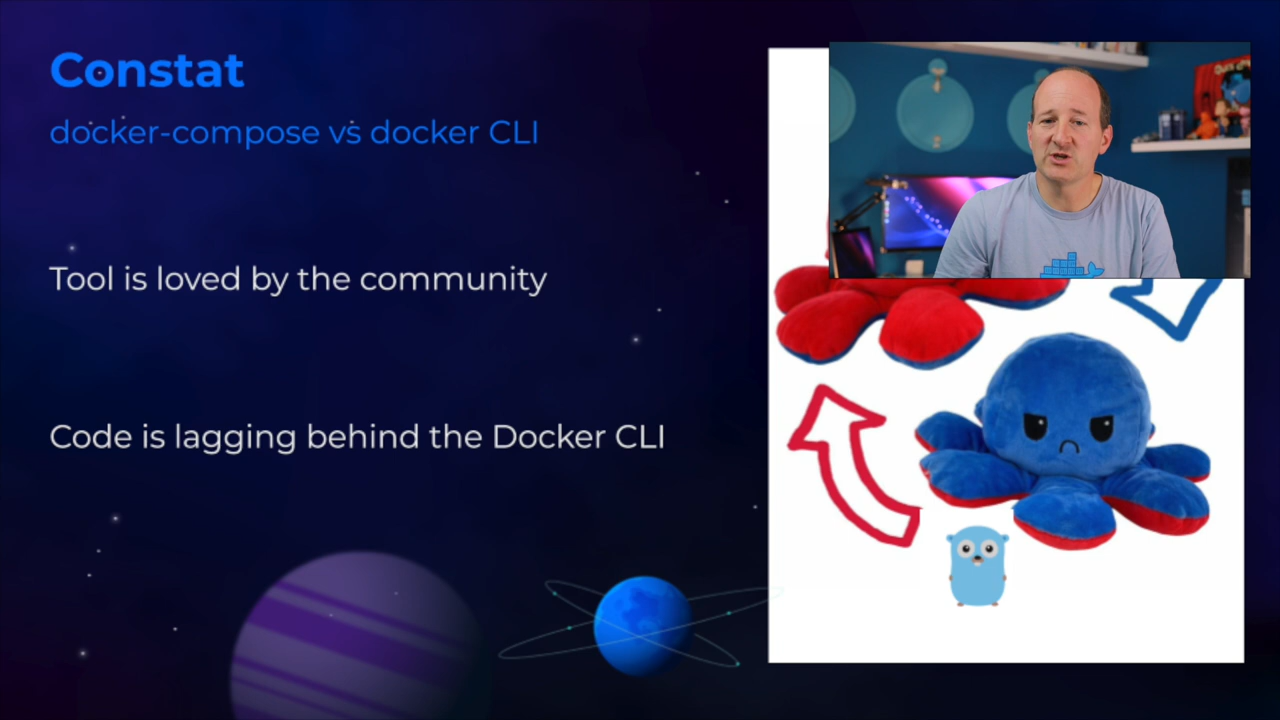 Constat
docker-compose vs docker CLI
Tool is loved by the community
Code is lagging behind the Docker CLI